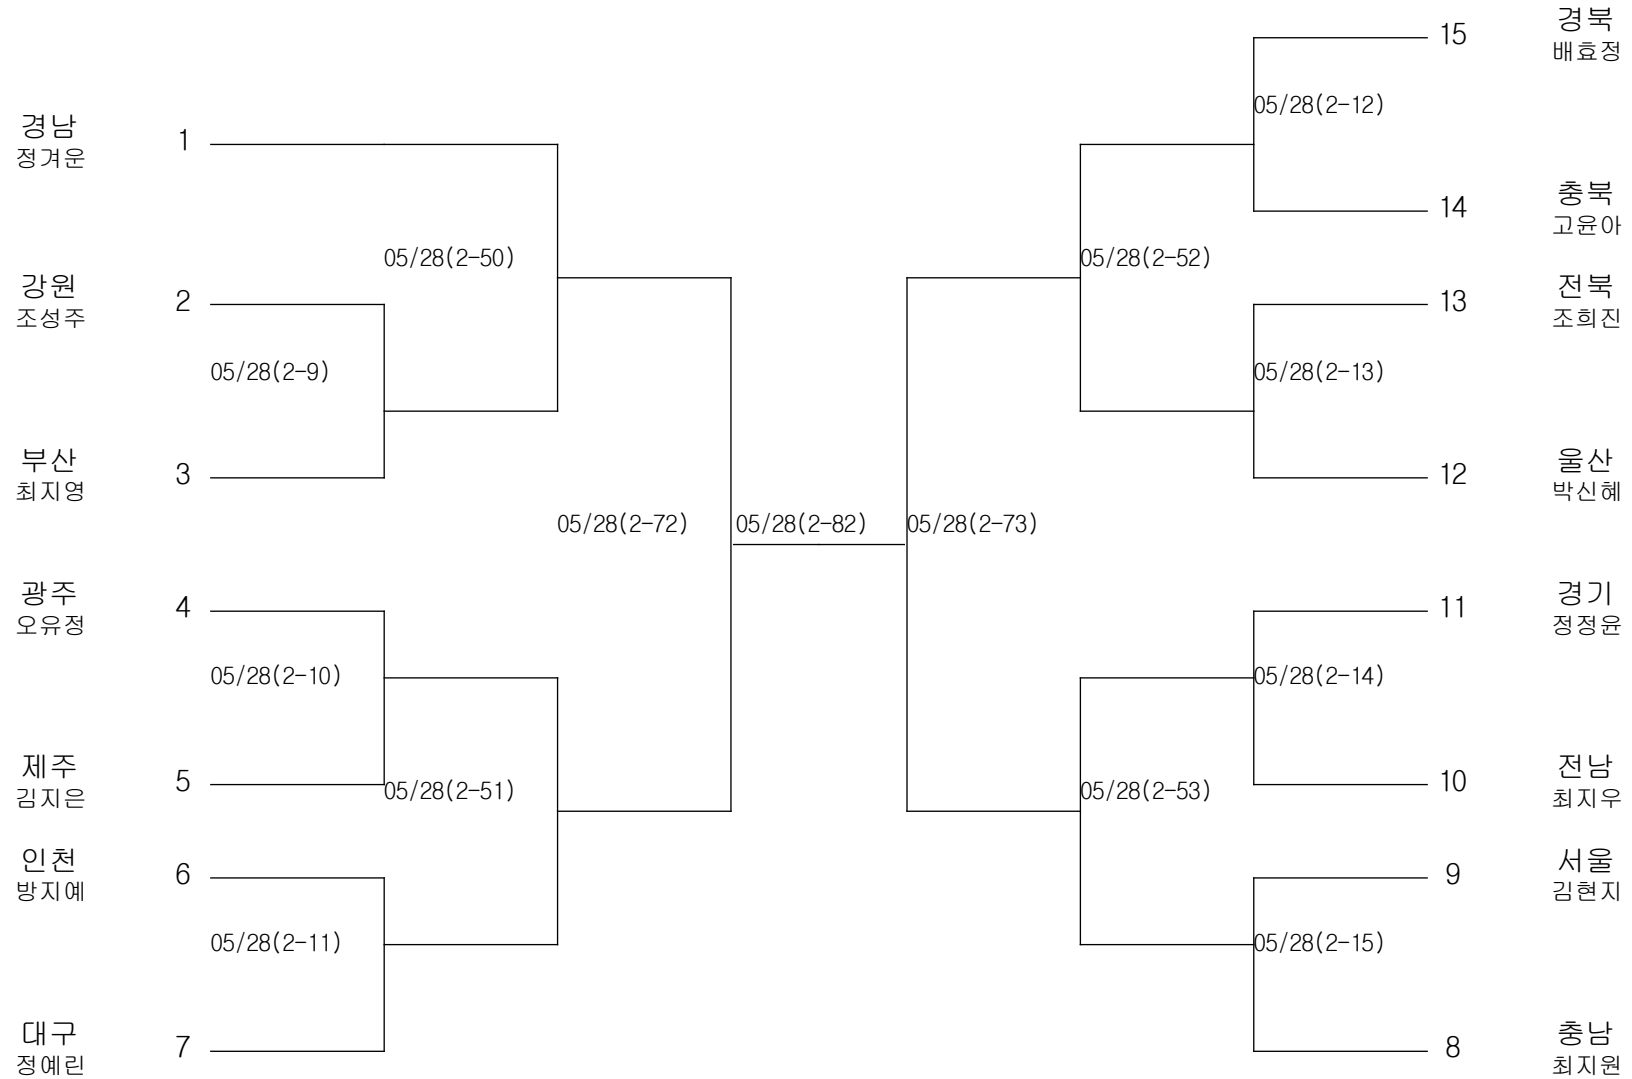 경북
15
배효정
05/28(2-12)
경남
1
정겨운
충북
14
고윤아
05/28(2-50)
05/28(2-52)
강원
2
조성주
전북
13
조희진
05/28(2-9)
05/28(2-13)
부산
3
최지영
울산
12
박신혜
05/28(2-72)
05/28(2-82)
05/28(2-73)
광주
4
오유정
경기
11
정정윤
05/28(2-10)
05/28(2-14)
제주
5
김지은
전남
10
최지우
05/28(2-51)
05/28(2-53)
인천
6
방지예
서울
9
김현지
05/28(2-11)
05/28(2-15)
대구
7
정예린
충남
8
최지원